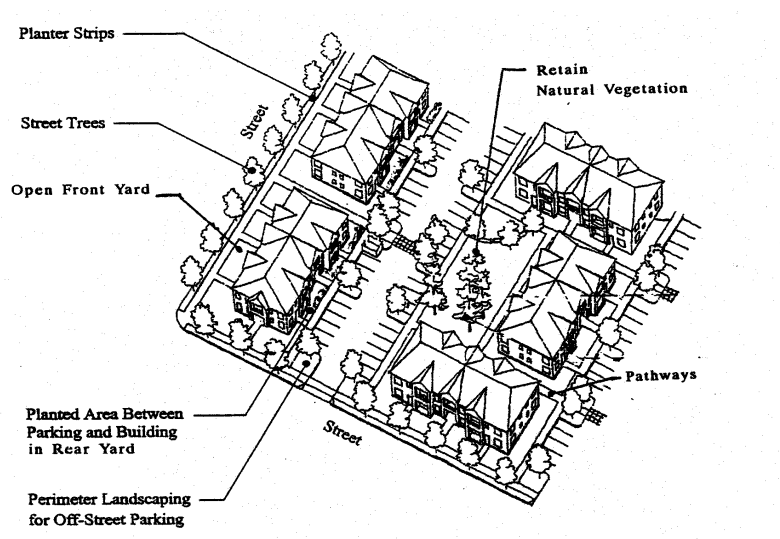 Planter Strips
Retain
Natural Vegetation
Street
Street Trees
Open Front Yard
Pathways
Planted Area Between
Parking and Building
in Rear Yard
Street
Perimeter Landscaping
for Off-Street Parking